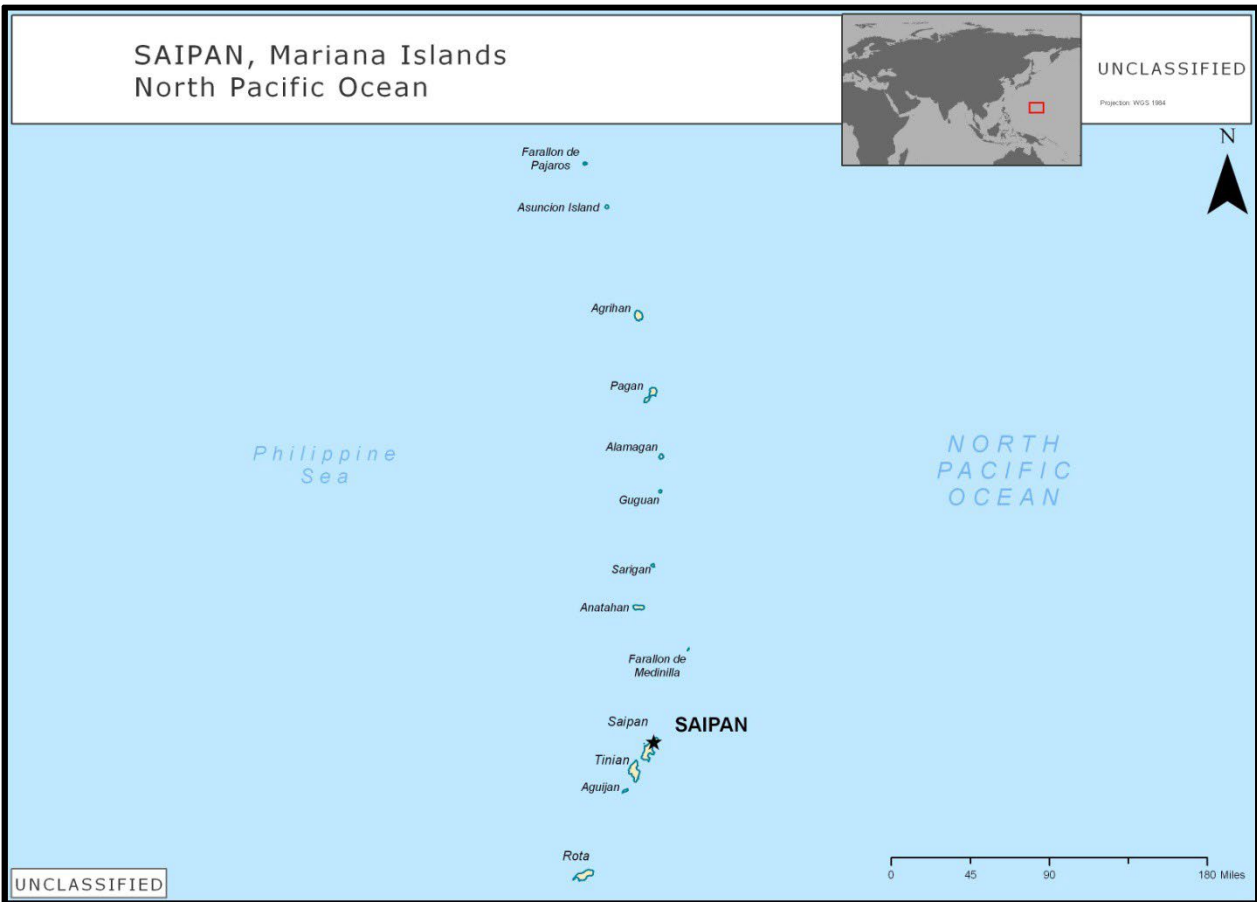 SAIPAN, Mariana Islands
North Pacific Ocean
UNCLASSIFIED
Projection: WGS 1984
N
Farallon de
Pajaros
Asuncion Island
Agrihan
Pagan
Alamagan
Philippine
Sea
NORTH
PACIFIC
OCEAN
Guguan
Sarigan
Anatahan
Farallon de
Medinilla
Saipan
SAIPAN
Tinian
Aguijan
Rota
0 45 90 180 Miles
UNCLASSIFIED